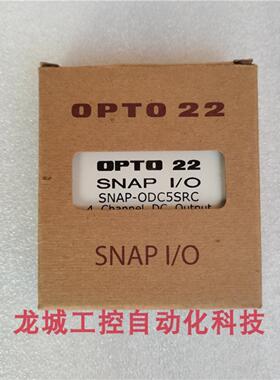 OPTO 22
OPTO 22
SNAP I/O
SNAP-ODC5SRC
4 Channel DC Output
SNAP I/O
龙城工控自动化科技